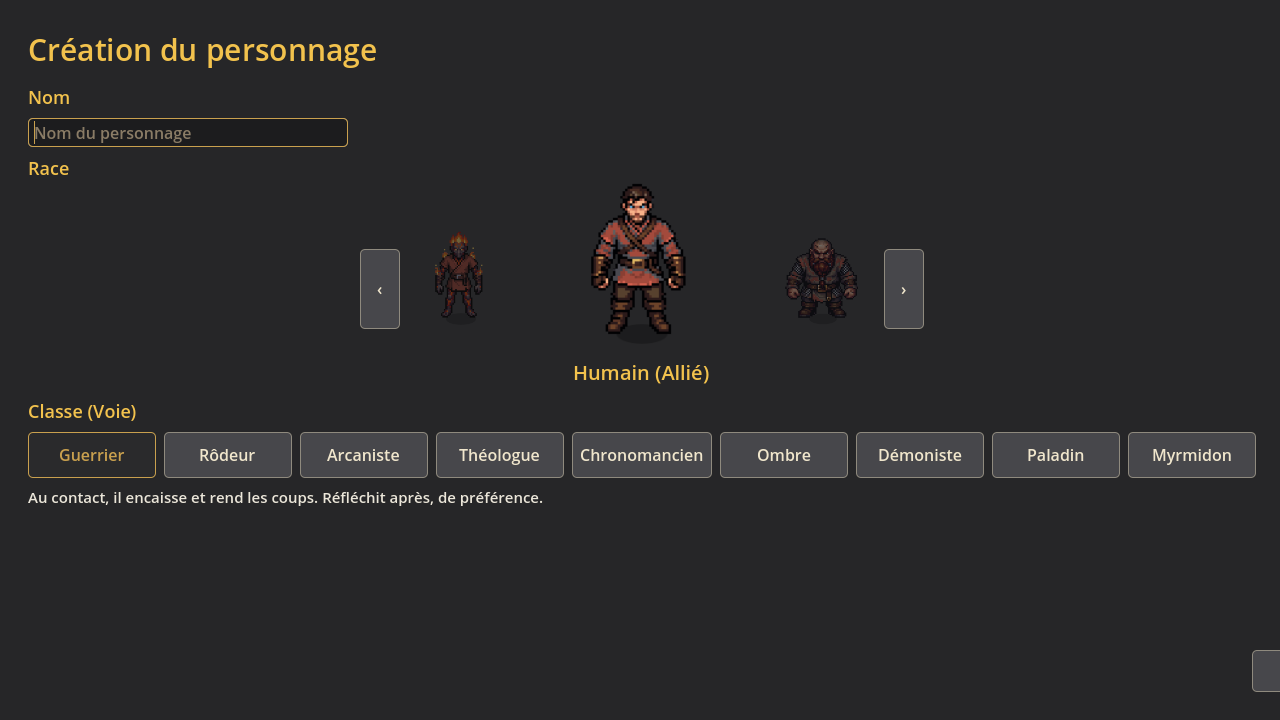 Création du personnage
Nom
Nom du personnage
Race
‹
›
Humain (Allié)
Classe (Voie)
Guerrier
Rôdeur
Arcaniste
Théologue
Chronomancien
Ombre
Démoniste
Paladin
Myrmidon
Au contact, il encaisse et rend les coups. Réfléchit après, de préférence.